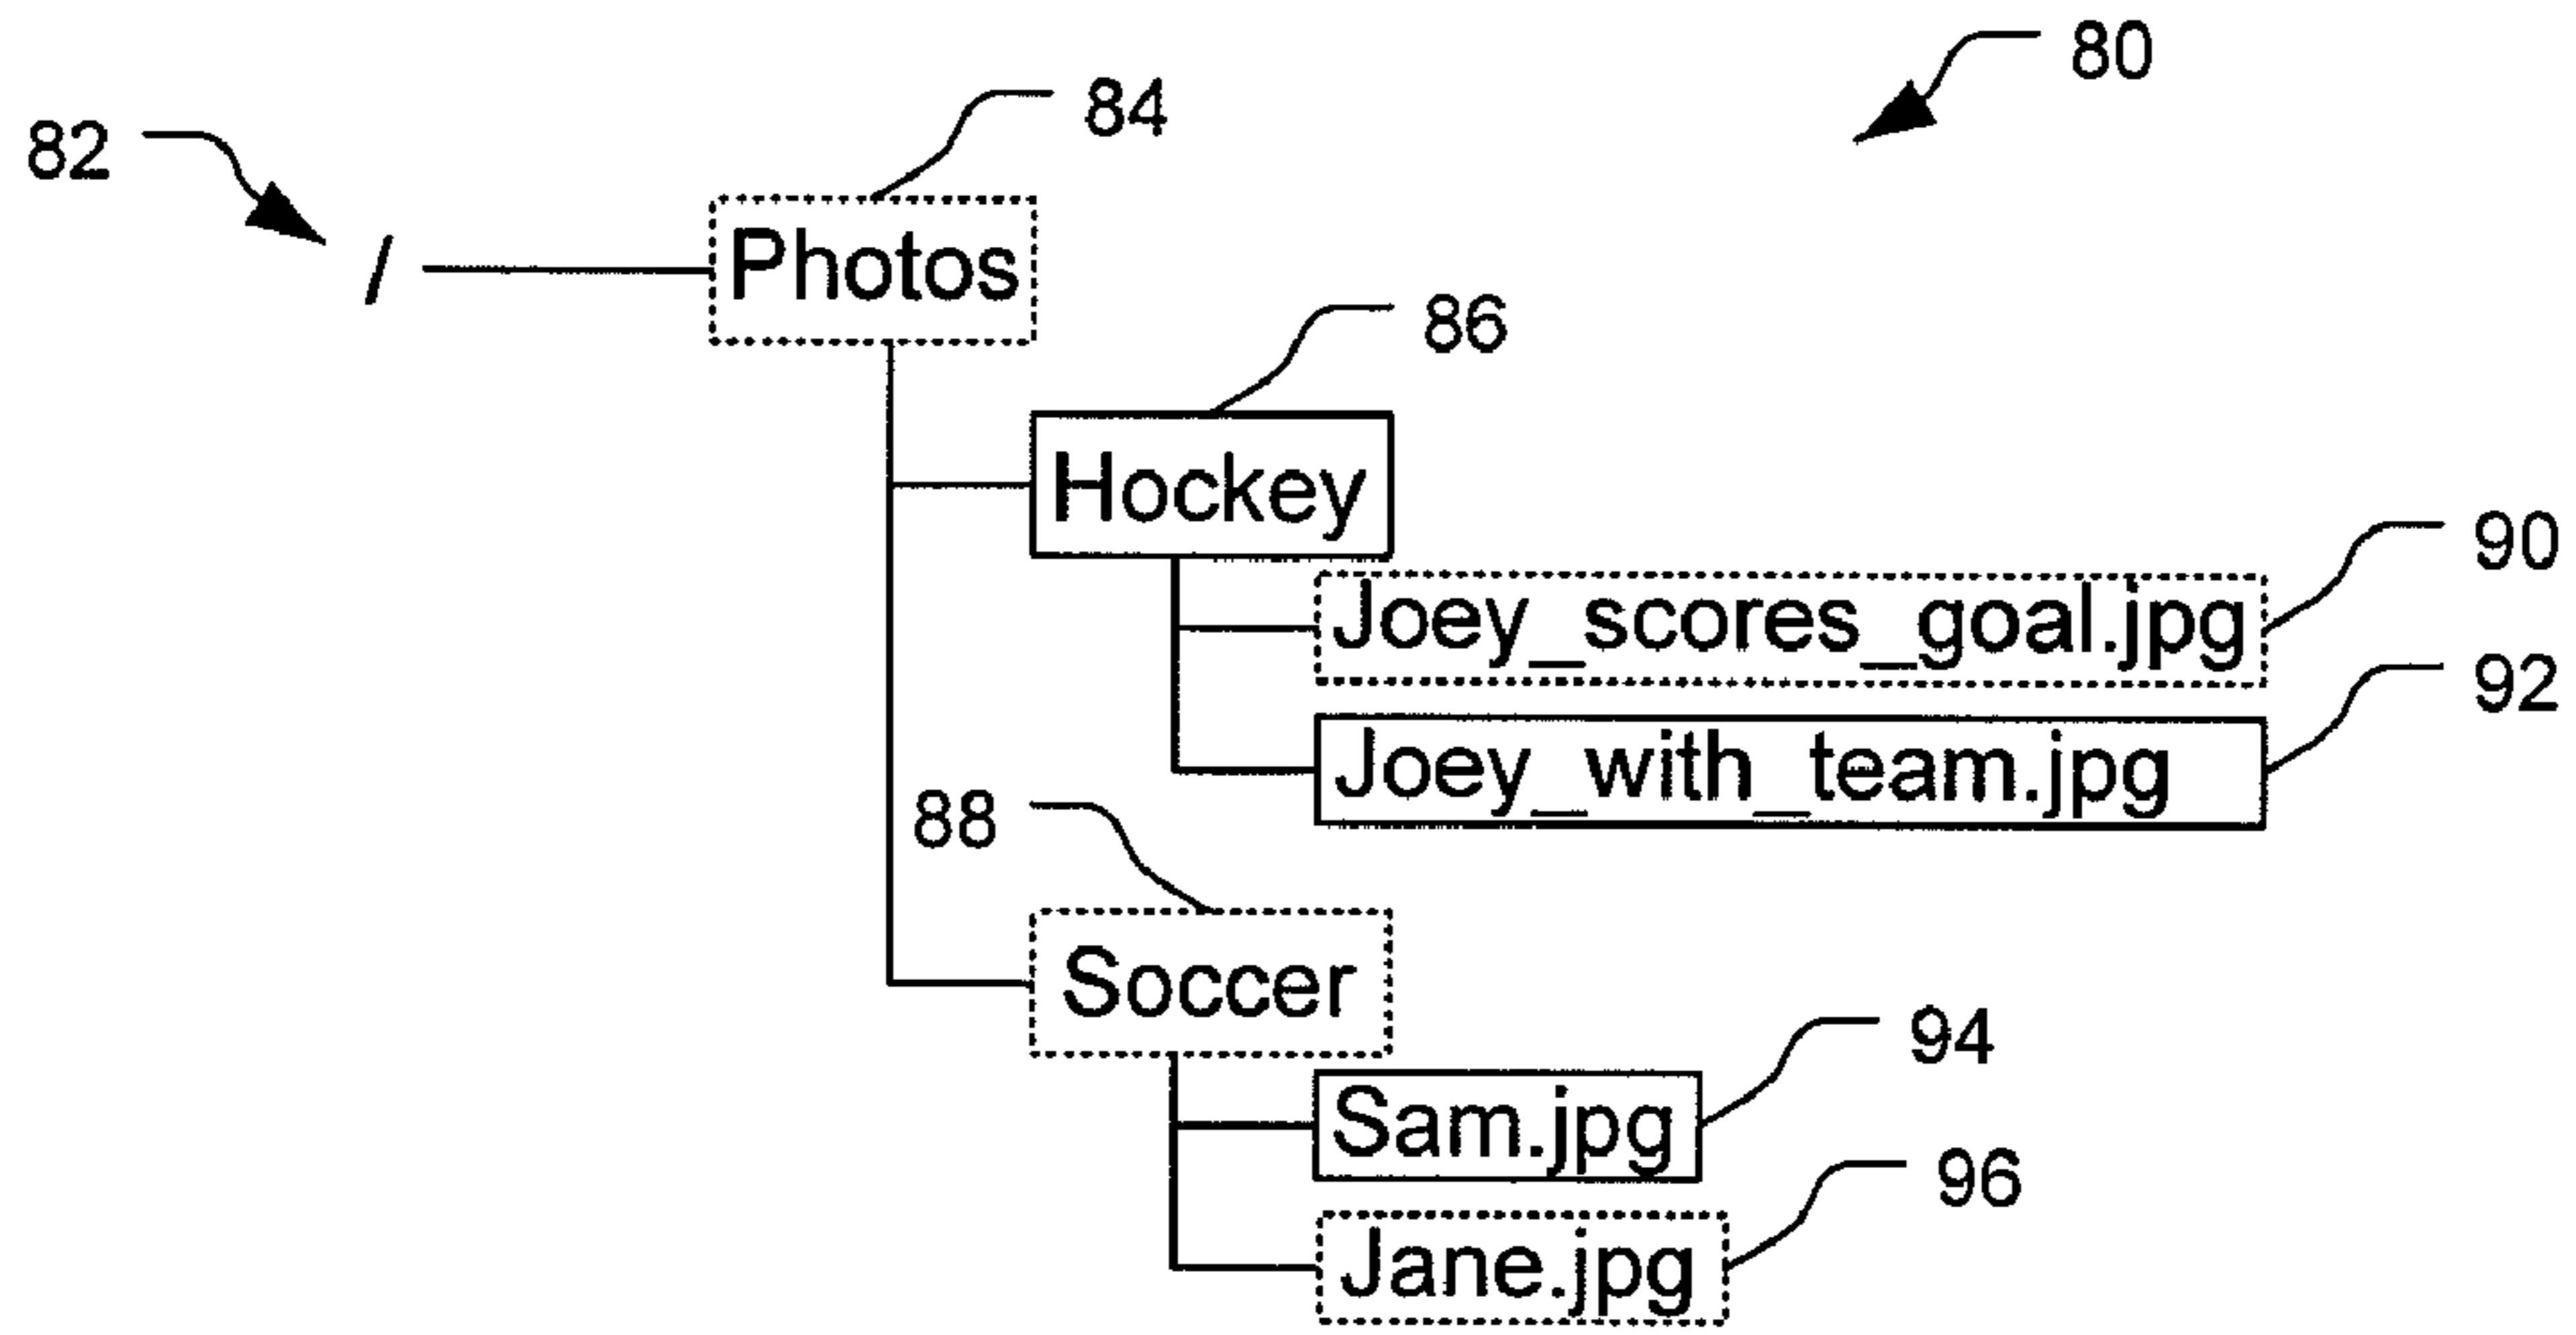 80
84
82
/
Photos
86
Hockey
90
Joey_scores_goal.jpg
92
Joey_with_team.jpg
88
Soccer
94
Sam.jpg
96
Jane.jpg